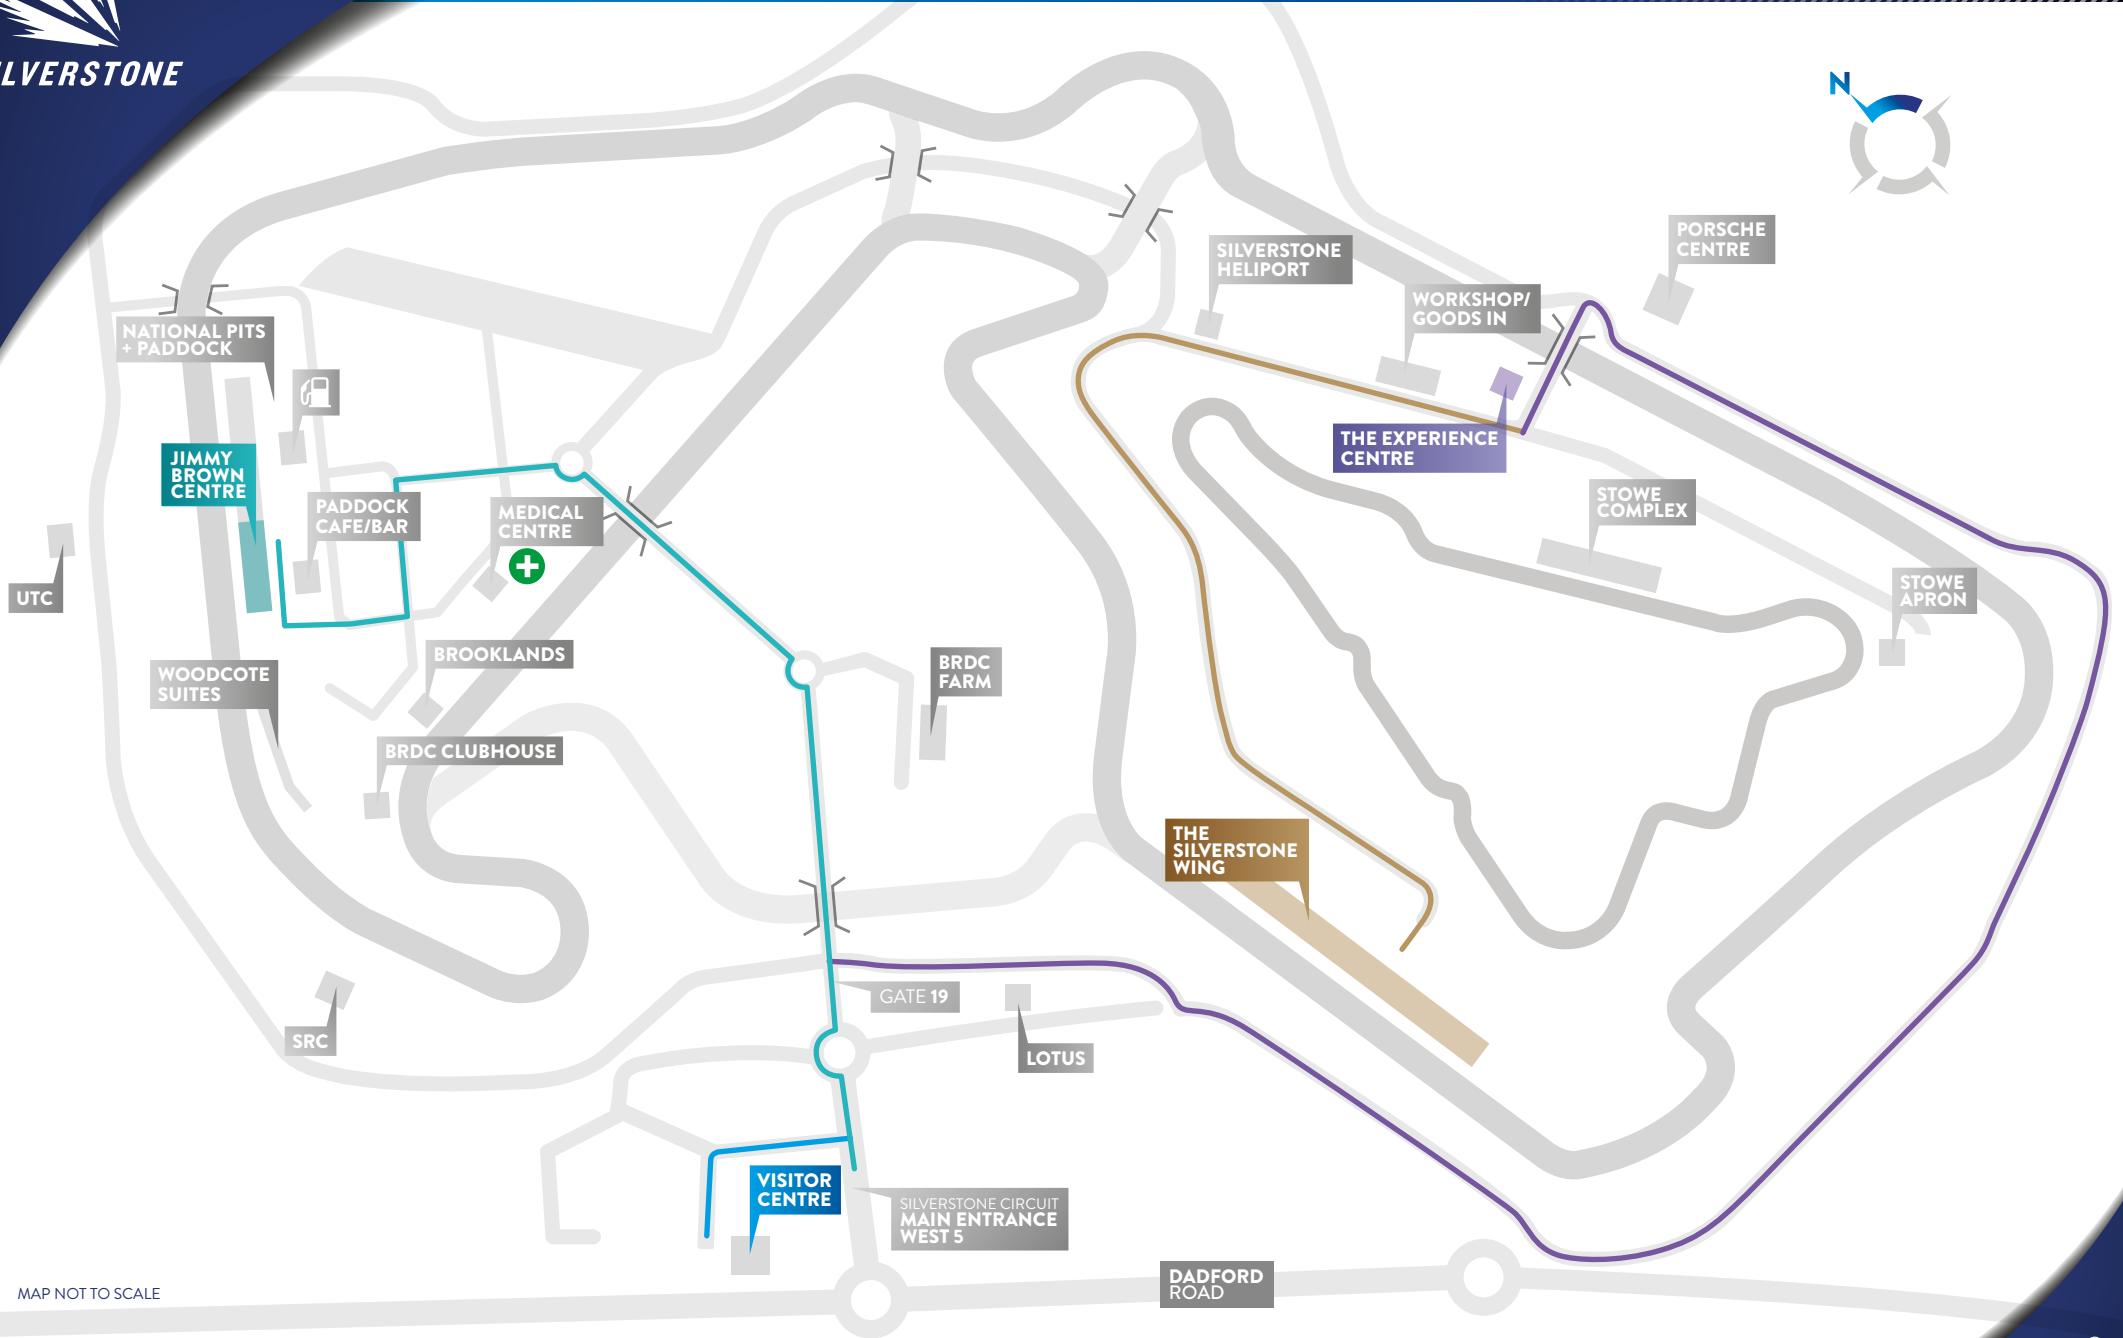 LVERSTONE
N
PORSCHE
CENTRE
SILVERSTONE
HELIPORT
WORKSHOP/
GOODS IN
NATIONAL PITS
+ PADDOCK
THE EXPERIENCE
CENTRE
JIMMY
BROWN
CENTRE
PADDOCK
CAFE/BAR
MEDICAL
CENTRE
STOWE
COMPLEX
STOWE
APRON
UTC
BROOKLANDS
BRDC
FARM
WOODCOTE
SUITES
BRDC CLUBHOUSE
THE
SILVERSTONE
WING
GATE 19
SRC
LOTUS
VISITOR
CENTRE
SILVERSTONE CIRCUIT
MAIN ENTRANCE
WEST 5
DADFORD
ROAD
MAP NOT TO SCALE